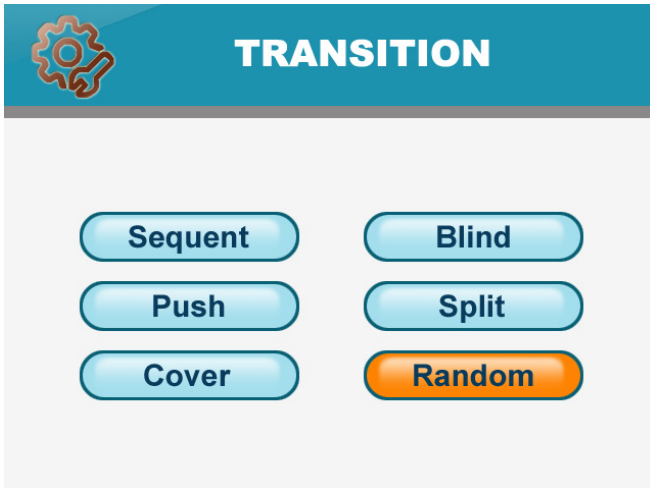 TRANSITION
Sequent
Blind
Push
Split
Cover
Random